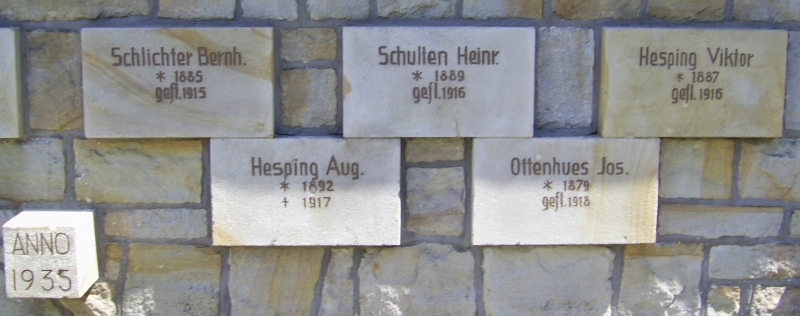 Schlichter Bernh.
* 1885
gefl. 1915
Schulten Heinr.
* 1889
gefl. 1916
Hesping Viktor
* 1887
gefl. 1916
Hesping Aug.
* 1892
+ 1917
Ottenhues Jos.
* 1879
gefl. 1918
ANNO
1935